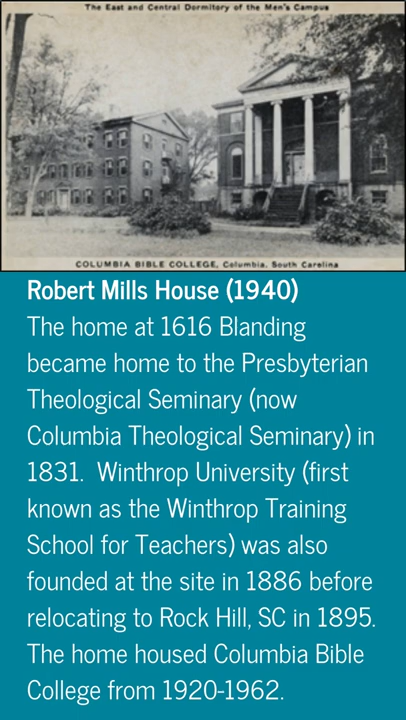 The East and Central Dormitory of the Men's Campus
COLUMBIA BIBLE COLLEGE, Columbia, South Carolina
Robert Mills House (1940)
The home at 1616 Blanding
became home to the Presbyterian
Theological Seminary (now
Columbia Theological Seminary) in
1831.  Winthrop University (first
known as the Winthrop Training
School for Teachers) was also
founded at the site in 1886 before
relocating to Rock Hill, SC in 1895.
The home housed Columbia Bible
College from 1920-1962.